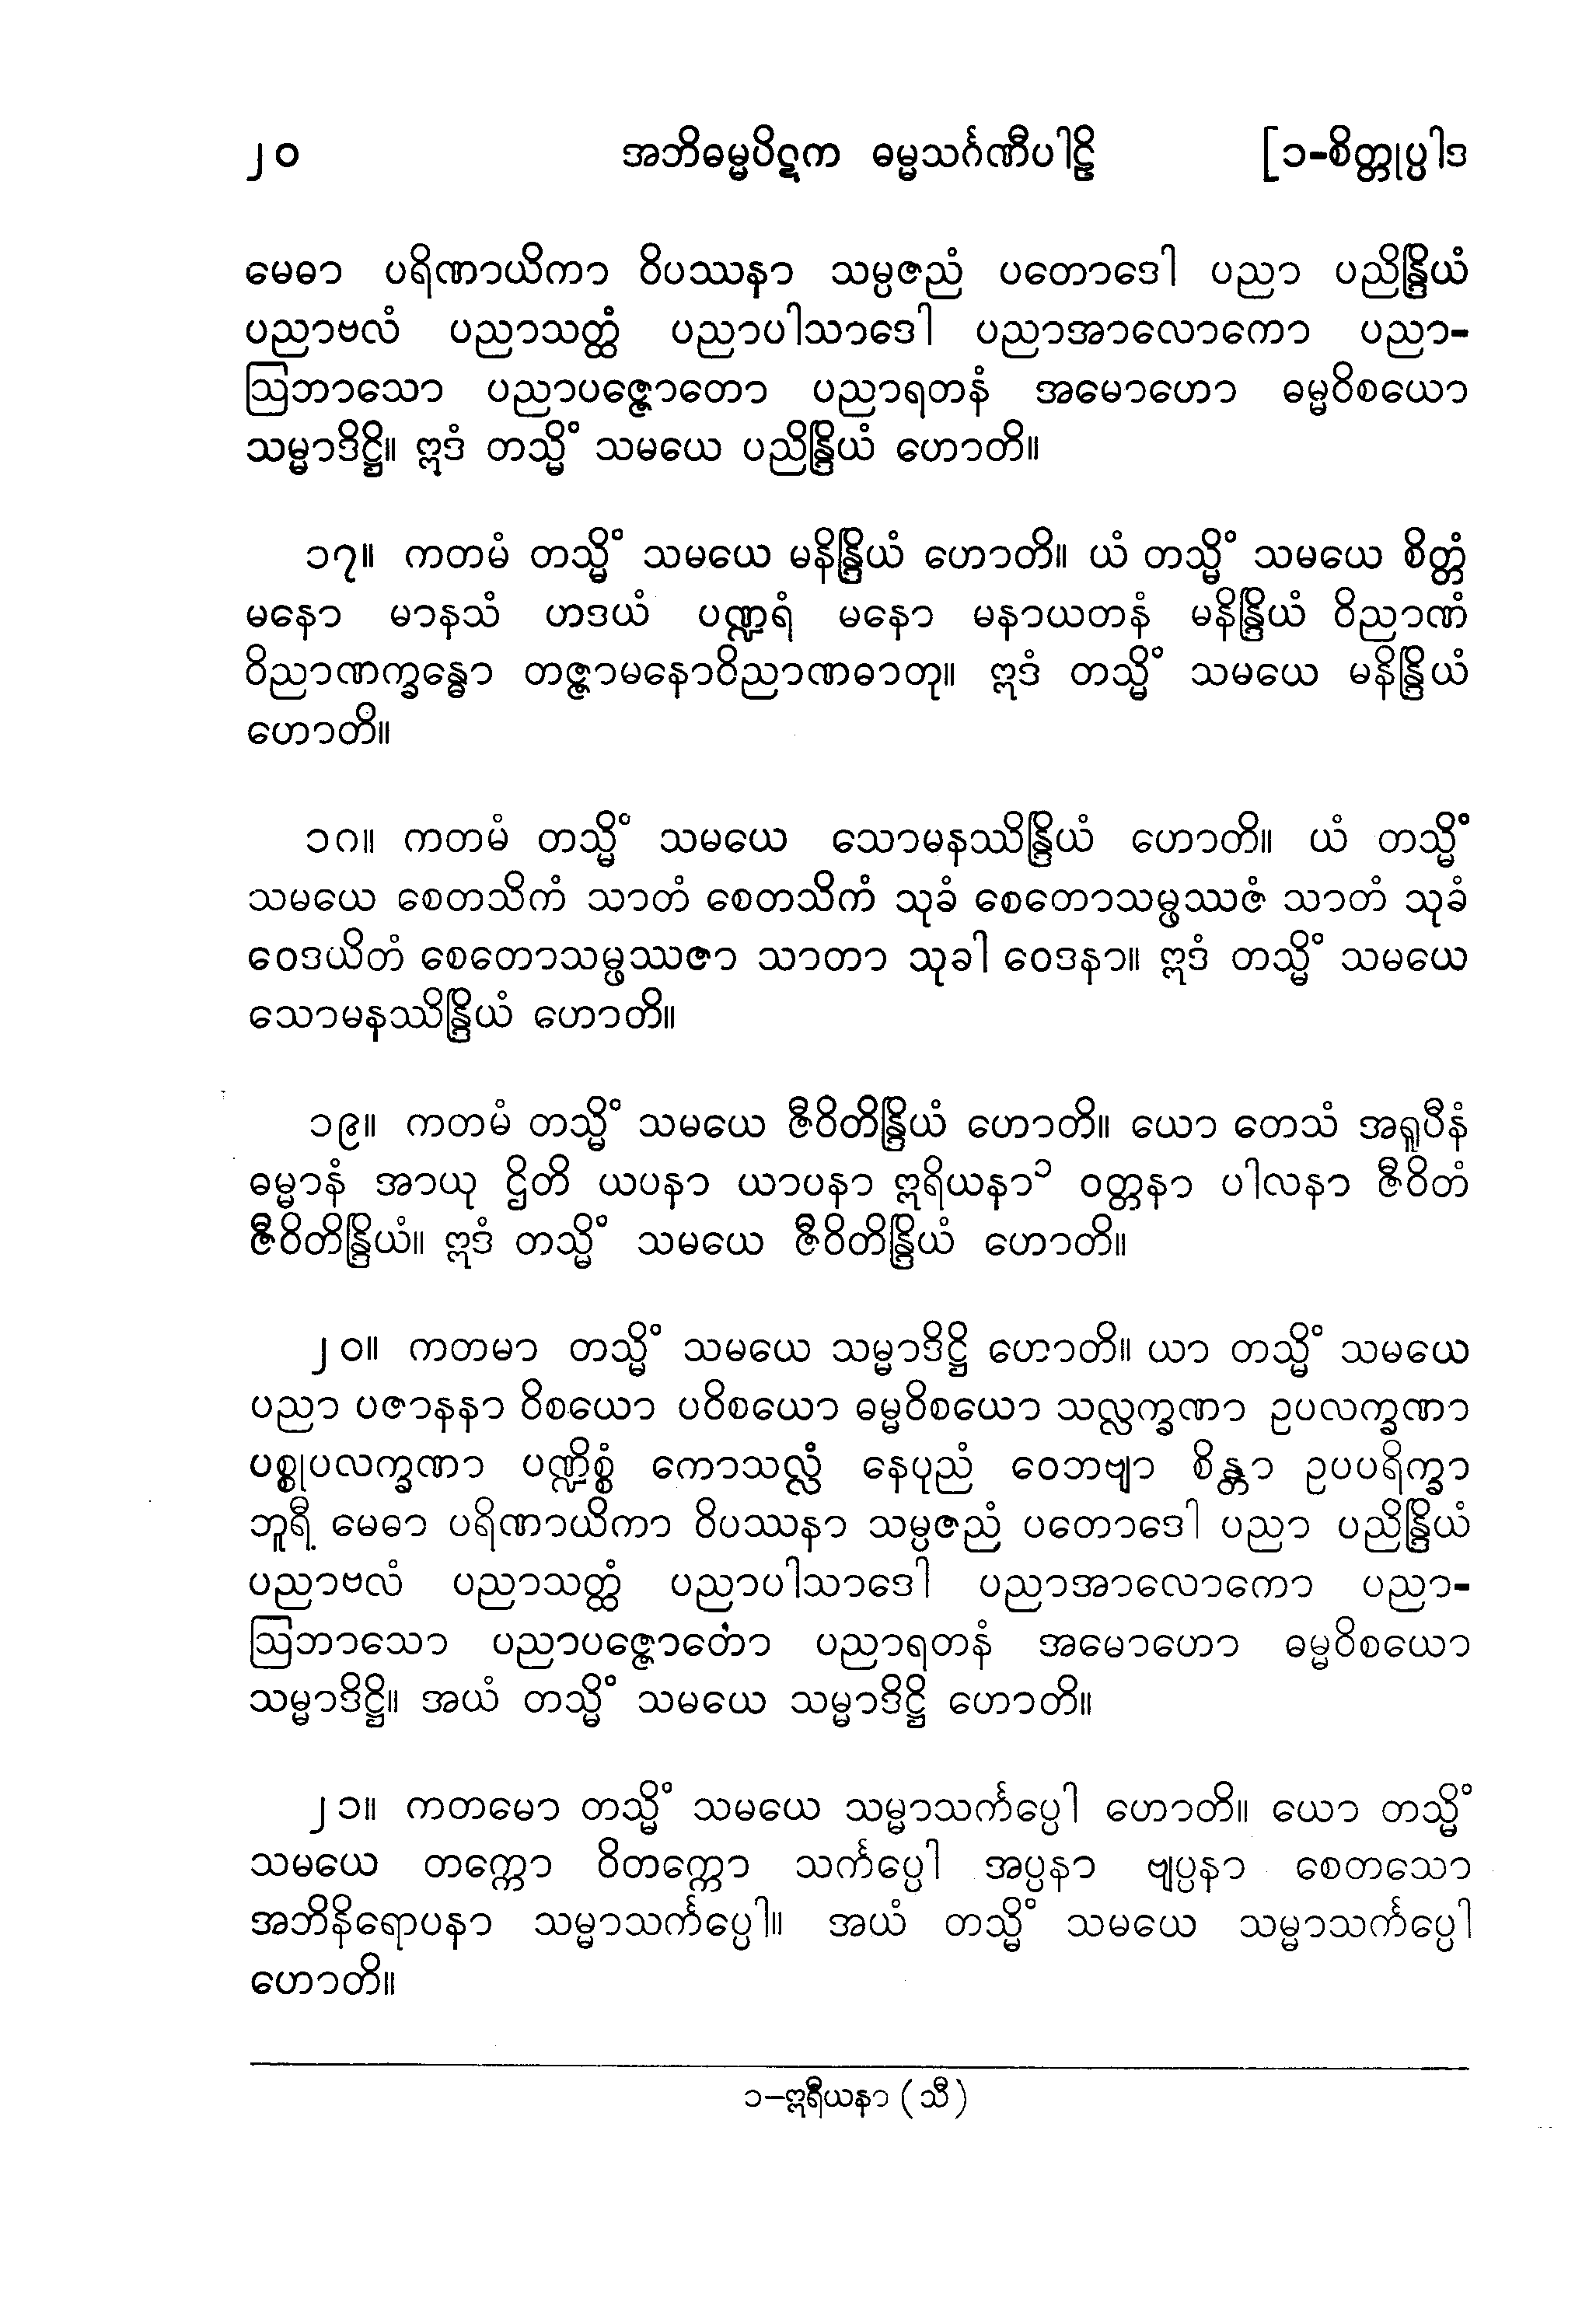 ၂၀ အဘိဓမ္မပိဋက ဓမ္မသင်္ဂဏီပါဠိ [၁-စိတ္တုပ္ပါဒ
မေဓာ ပရိဏာယိကာ ဝိပဿနာ သမ္ပဇညံ ပတောဒေါ ပညာ ပညိန္ဒြိယံ
ပညာဗလံ ပညာသတ္ထံ ပညာပါသာဒေါ ပညာအာလောကော ပညာ-
ဩဘာသော ပညာပဇ္ဇောတော ပညာရတနံ အမောဟော ဓမ္မဝိစယော
သမ္မာဒိဋ္ဌိ။ ဣဒံ တသ္မိံ သမယေ ပညိန္ဒြိယံ ဟောတိ။
၁၇။ ကတမံ တသ္မိံ သမယေ မနိန္ဒြိယံ ဟောတိ။ ယံ တသ္မိံ သမယေ စိတ္တံ
မနော မာနသံ ဟဒယံ ပဏ္ဍရံ မနော မနာယတနံ မနိန္ဒြိယံ ဝိညာဏံ
ဝိညာဏက္ခန္ဓော တဇ္ဇာမနောဝိညာဏဓာတု။ ဣဒံ တသ္မိံ သမယေ မနိန္ဒြိယံ
ဟောတိ။
၁၈။ ကတမံ တသ္မိံ သမယေ သောမနဿိန္ဒြိယံ ဟောတိ။ ယံ တသ္မိံ
သမယေ စေတသိကံ သာတံ စေတသိကံ သုခံ စေတောသမ္ဖဿဇံ သာတံ သုခံ
ဝေဒယိတံ စေတောသမ္ဖဿဇာ သာတာ သုခါ ဝေဒနာ။ ဣဒံ တသ္မိံ သမယေ
သောမနဿိန္ဒြိယံ ဟောတိ။
၁၉။ ကတမံ တသ္မိံ သမယေ ဇီဝိတိန္ဒြိယံ ဟောတိ။ ယော တေသံ အရူပီနံ
ဓမ္မာနံ အာယု ဌိတိ ယပနာ ယာပနာ ဣရိယနာ၁ ဝတ္တနာ ပါလနာ ဇီဝိတံ
ဇီဝိတိန္ဒြိယံ။ ဣဒံ တသ္မိံ သမယေ ဇီဝိတိန္ဒြိယံ ဟောတိ။
၂၀။ ကတမာ တသ္မိံ သမယေ သမ္မာဒိဋ္ဌိ ဟောတိ။ ယာ တသ္မိံ သမယေ
ပညာ ပဇာနနာ ဝိစယော ပဝိစယော ဓမ္မဝိစယော သလ္လက္ခဏာ ဥပလက္ခဏာ
ပစ္စုပလက္ခဏာ ပဏ္ဍိစ္စံ ကောသလ္လံ နေပုညံ ဝေဘဗျာ စိန္တာ ဥပပရိက္ခာ
ဘူရီ မေဓာ ပရိဏာယိကာ ဝိပဿနာ သမ္ပဇညံ ပတောဒေါ ပညာ ပညိန္ဒြိယံ
ပညာဗလံ ပညာသတ္ထံ ပညာပါသာဒေါ ပညာအာလောကော ပညာ-
ဩဘာသော ပညာပဇ္ဇောတော ပညာရတနံ အမောဟော ဓမ္မဝိစယော
သမ္မာဒိဋ္ဌိ။ အယံ တသ္မိံ သမယေ သမ္မာဒိဋ္ဌိ ဟောတိ။
၂၁။ ကတမော တသ္မိံ သမယေ သမ္မာသင်္ကပ္ပေါ ဟောတိ။ ယော တသ္မိံ
သမယေ တက္ကော ဝိတက္ကော သင်္ကပ္ပေါ အပ္ပနာ ဗျပ္ပနာ စေတသော
အဘိနိရောပနာ သမ္မာသင်္ကပ္ပေါ။ အယံ တသ္မိံ သမယေ သမ္မာသင်္ကပ္ပေါ
ဟောတိ။
၁-ဣရီယနာ (သီ)